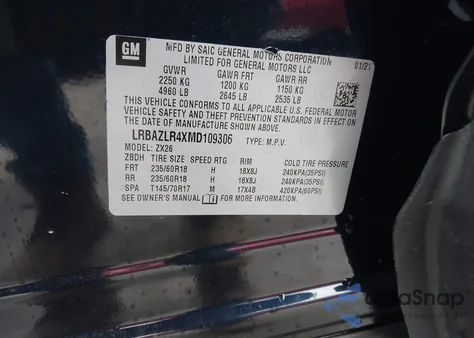 GM
MFD BY SAIC GENERAL MOTORS CORPORATION
LIMITED FOR GENERAL MOTORS LLC
01/21
GVWR GAWR FRT GAWR RR
2250 KG 1200 KG 1150 KG
4960 LB 2645 LB 2535 LB
THIS VEHICLE CONFORMS TO ALL APPLICABLE U.S. FEDERAL MOTOR
VEHICLE SAFETY AND THEFT PREVENTION STANDARDS IN EFFECT ON THE
DATE OF MANUFACTURE SHOWN ABOVE.
LRBAZLR4XMD109306 TYPE: M.P.V.
MODEL: ZX26
ZBDH TIRE SIZE SPEED RTG RIM COLD TIRE PRESSURE
FRT 235/60R18 H 18X8J 240KPA(35PSI)
RR 235/60R18 H 18X8J 240KPA(35PSI)
SPA T145/70R17 M 17X4B 420KPA(60PSI)
SEE OWNER'S MANUAL FOR MORE INFORMATION.
autoSnap